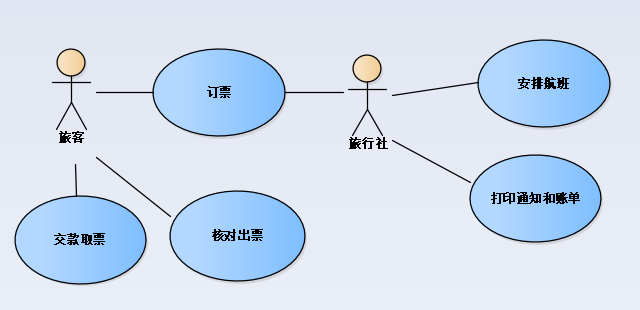 订票
安排航班
旅客
旅行社
打印通知和账单
交款取票
核对出票